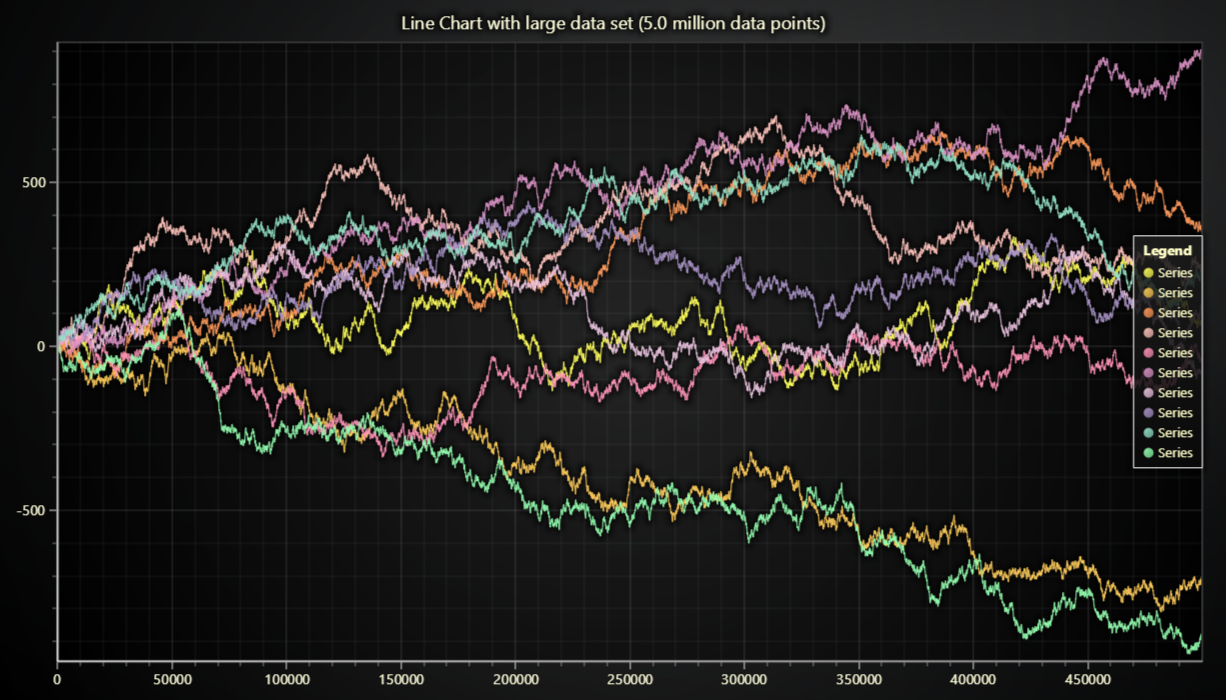 Line Chart with large data set (5.0 million data points)
500
0
-500
0 50000 100000 150000 200000 250000 300000 350000 400000 450000
Legend
Series
Series
Series
Series
Series
Series
Series
Series
Series
Series